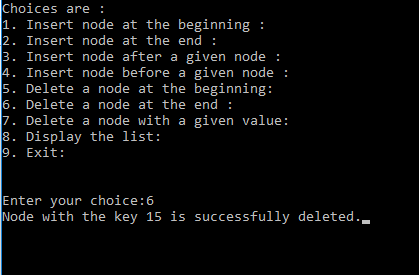 Choices are :
1. Insert node at the beginning :
2. Insert node at the end :
3. Insert node after a given node :
4. Insert node before a given node :
5. Delete a node at the beginning:
6. Delete a node at the end :
7. Delete a node with a given value:
8. Display the list:
9. Exit:
Enter your choice:6
Node with the key 15 is successfully deleted.